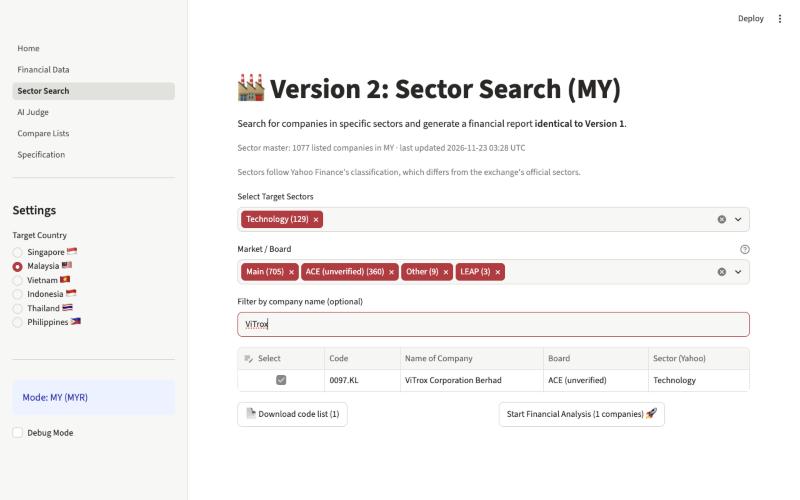 Deploy
Home
Financial Data
Sector Search
AI Judge
Compare Lists
Specification
Settings
Target Country
Singapore
Malaysia
Vietnam
Indonesia
Thailand
Philippines
Mode: MY (MYR)
Debug Mode
Version 2: Sector Search (MY)
Search for companies in specific sectors and generate a financial report identical to Version 1.
Sector master: 1077 listed companies in MY · last updated 2026-11-23 03:28 UTC
Sectors follow Yahoo Finance's classification, which differs from the exchange's official sectors.
Select Target Sectors
Technology (129)
Market / Board
Main (705) ACE (unverified) (360) Other (9) LEAP (3)
Filter by company name (optional)
ViTrox
Select Code Name of Company Board Sector (Yahoo)
0097.KL ViTrox Corporation Berhad ACE (unverified) Technology
Download code list (1) Start Financial Analysis (1 companies)